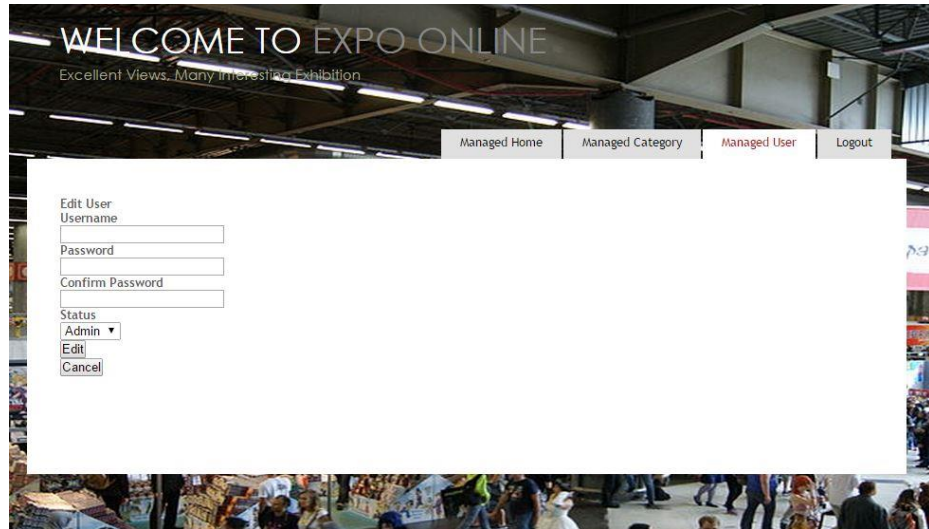 WELCOME TO EXPO ONLINE
Excellent Views, Many Interesting Exhibition
Managed Home Managed Category Managed User Logout
Edit User
Username
Password
Confirm Password
Status
Admin
Edit
Cancel